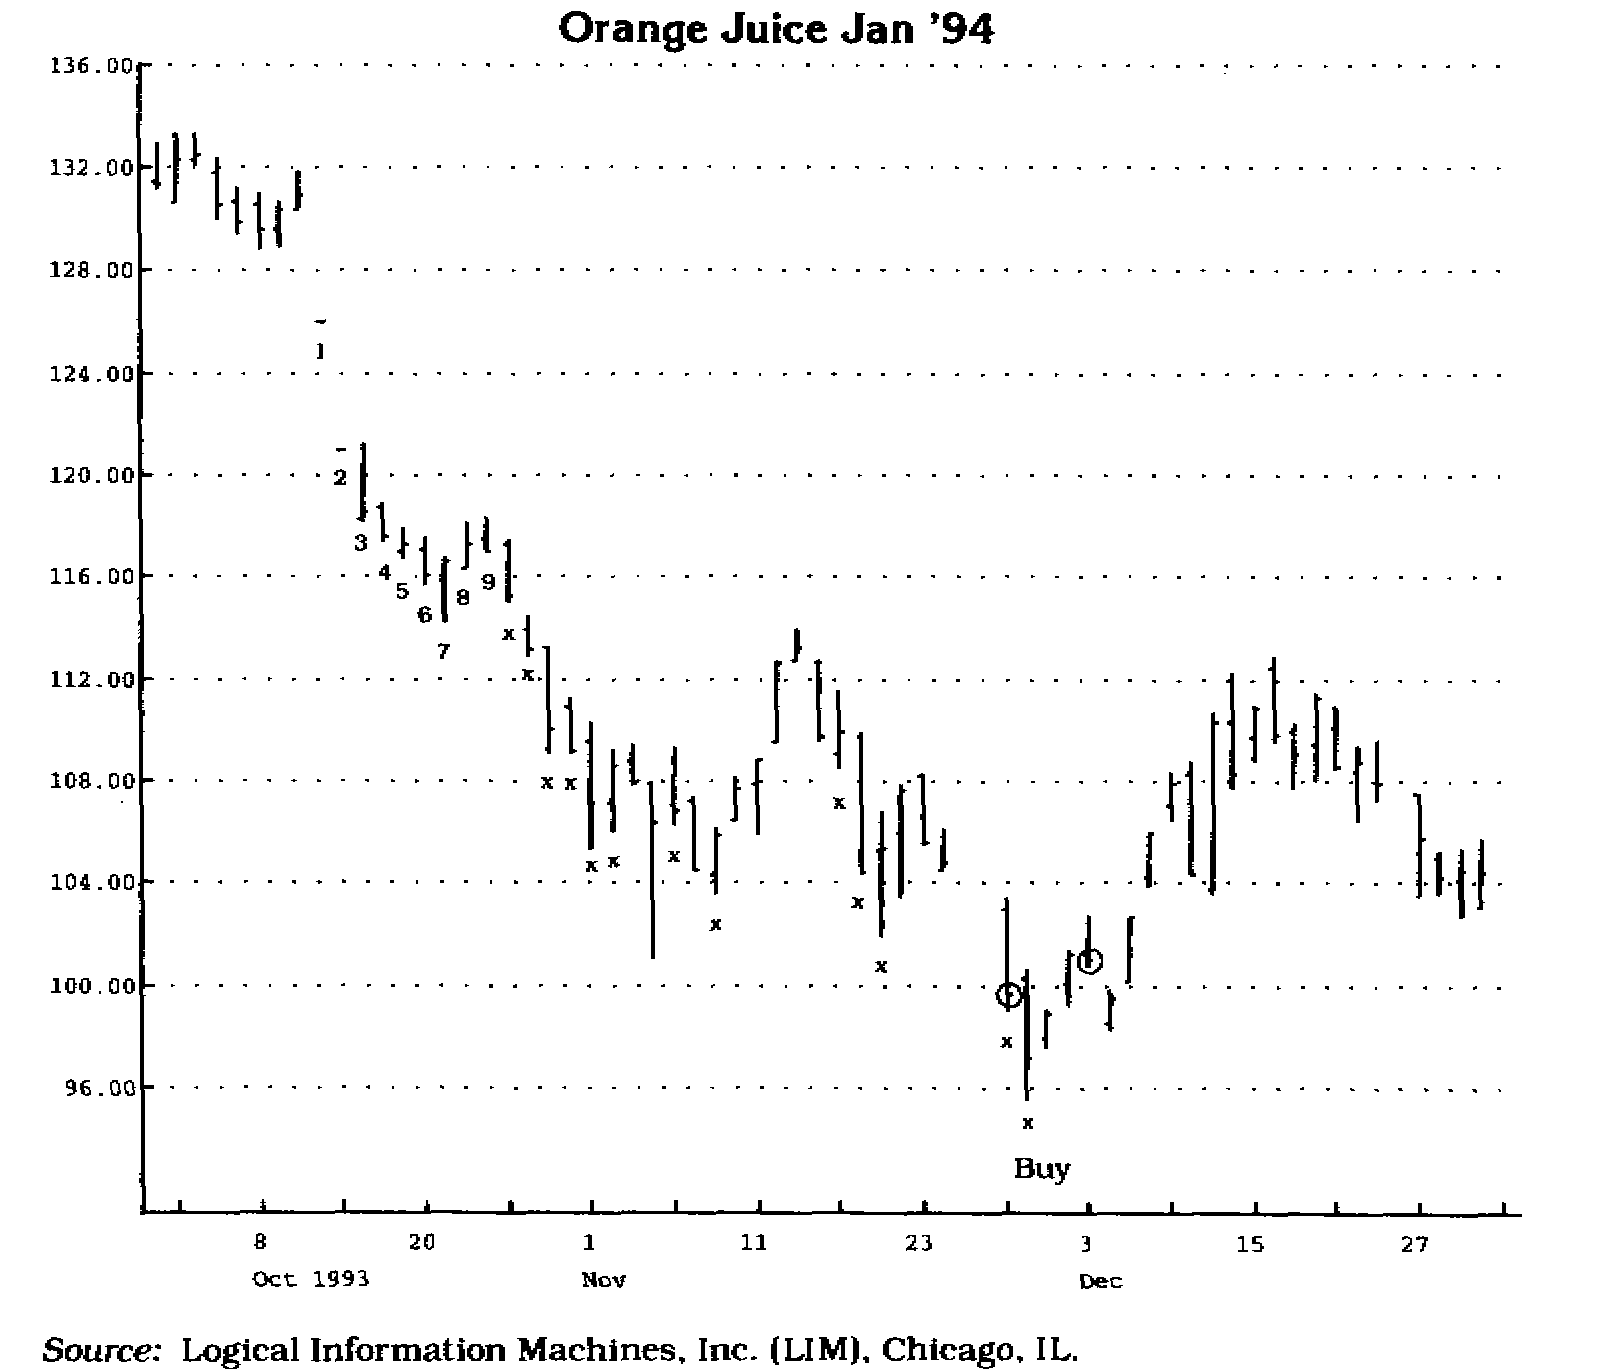 Orange Juice Jan '94
136.00
132.00
128.00
1
124.00
120.00
2
3
4
5
116.00
6
7
8
9
x
x
112.00
108.00
x x
x
x x
x
104.00
x
x
x
100.00
x
96.00
x
Buy
8 20 1 11 23 3 15 27
Oct 1993 Nov Dec
Source: Logical Information Machines, Inc. (LIM), Chicago, IL.